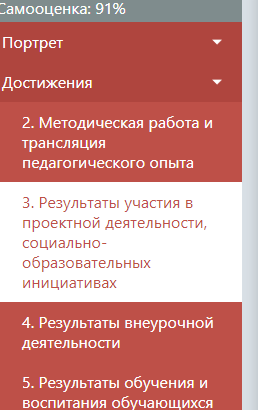 Самооценка: 91%
Портрет
Достижения
2. Методическая работа и
трансляция
педагогического опыта
3. Результаты участия в
проектной деятельности,
социально-
образовательных
инициативах
4. Результаты внеурочной
деятельности
5. Результаты обучения и
воспитания обучающихся